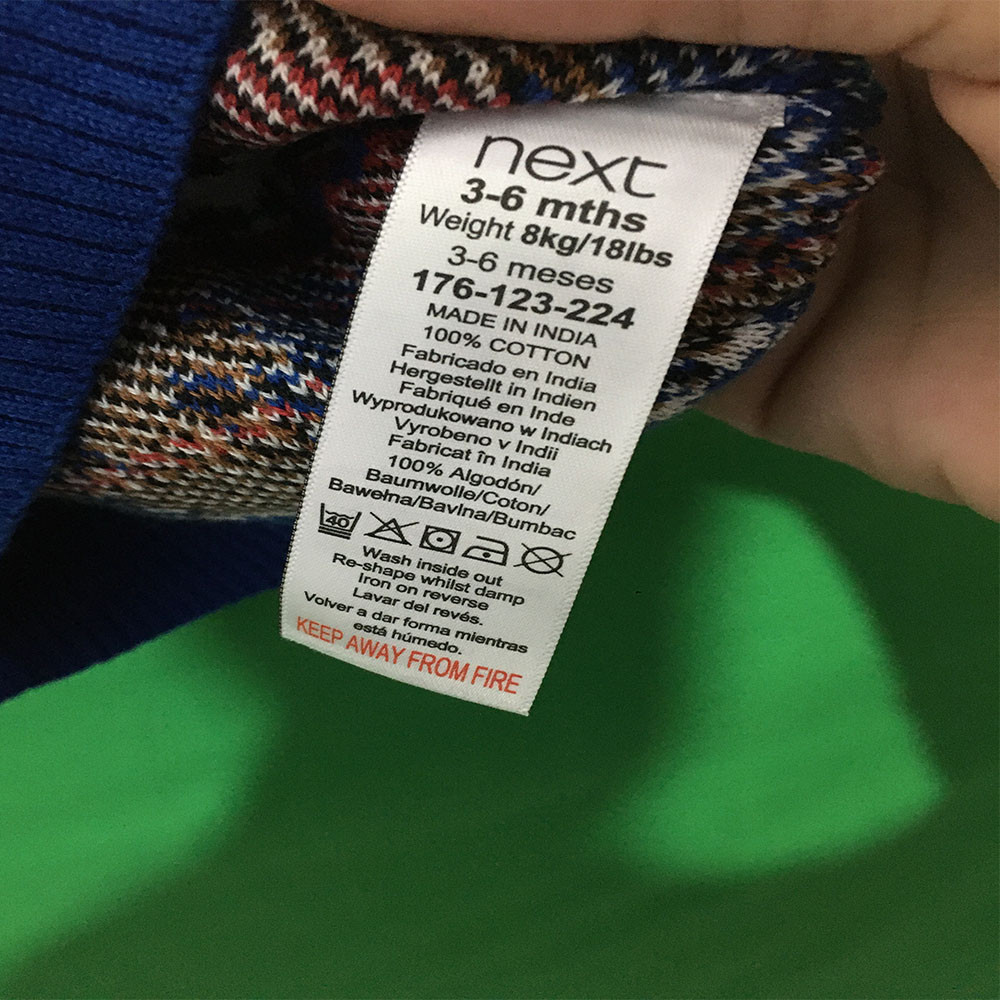 next
3-6 mths
Weight 8kg/18lbs
3-6 meses
176-123-224
MADE IN INDIA
100% COTTON
Fabricado en India
Hergestellt in Indien
Fabriqué en Inde
Wyprodukowano w Indiach
Vyrobeno v Indii
Fabricat în India
100% Algodón/
Baumwolle/Coton/
Bawełna/Bavlna/Bumbac
40
Wash inside out
Re-shape whilst damp
Iron on reverse
Lavar del revés.
Volver a dar forma mientras
está húmedo.
KEEP AWAY FROM FIRE